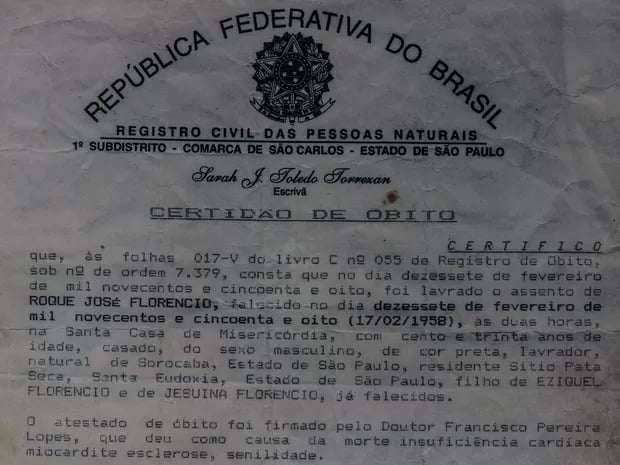 REPÚBLICA FEDERATIVA DO BRASIL
REGISTRO CIVIL DAS PESSOAS NATURAIS
1º SUBDISTRITO - COMARCA DE SÃO CARLOS - ESTADO DE SÃO PAULO
Sarah J. Toledo Torrezan
Escrivã
CERTIDÃO DE ÓBITO
CERTIFICO
que, às folhas 017-V do livro C nº 055 de Registro de Óbito,
sob nº de ordem 7.379, consta que no dia dezessete de fevereiro
de mil novecentos e cincoenta e oito, foi lavrado o assento de
ROQUE JOSÉ FLORENCIO, falecido no dia dezessete de fevereiro de
mil novecentos e cincoenta e oito (17/02/1958), às duas horas,
na Santa Casa de Misericórdia, com cento e trinta anos de
idade, casado, do sexo masculino, de cor preta, lavrador,
natural de Sorocaba, Estado de São Paulo, residente Sitio Pata
Seca, Santa Eudoxia, Estado de São Paulo, filho de EZIQUEL
FLORENCIO e de JESUINA FLORENCIO, já falecidos.
O atestado de óbito foi firmado pelo Doutor Francisco Pereira
Lopes, que deu como causa da morte insuficiência cardíaca
miocardite esclerose, senilidade.